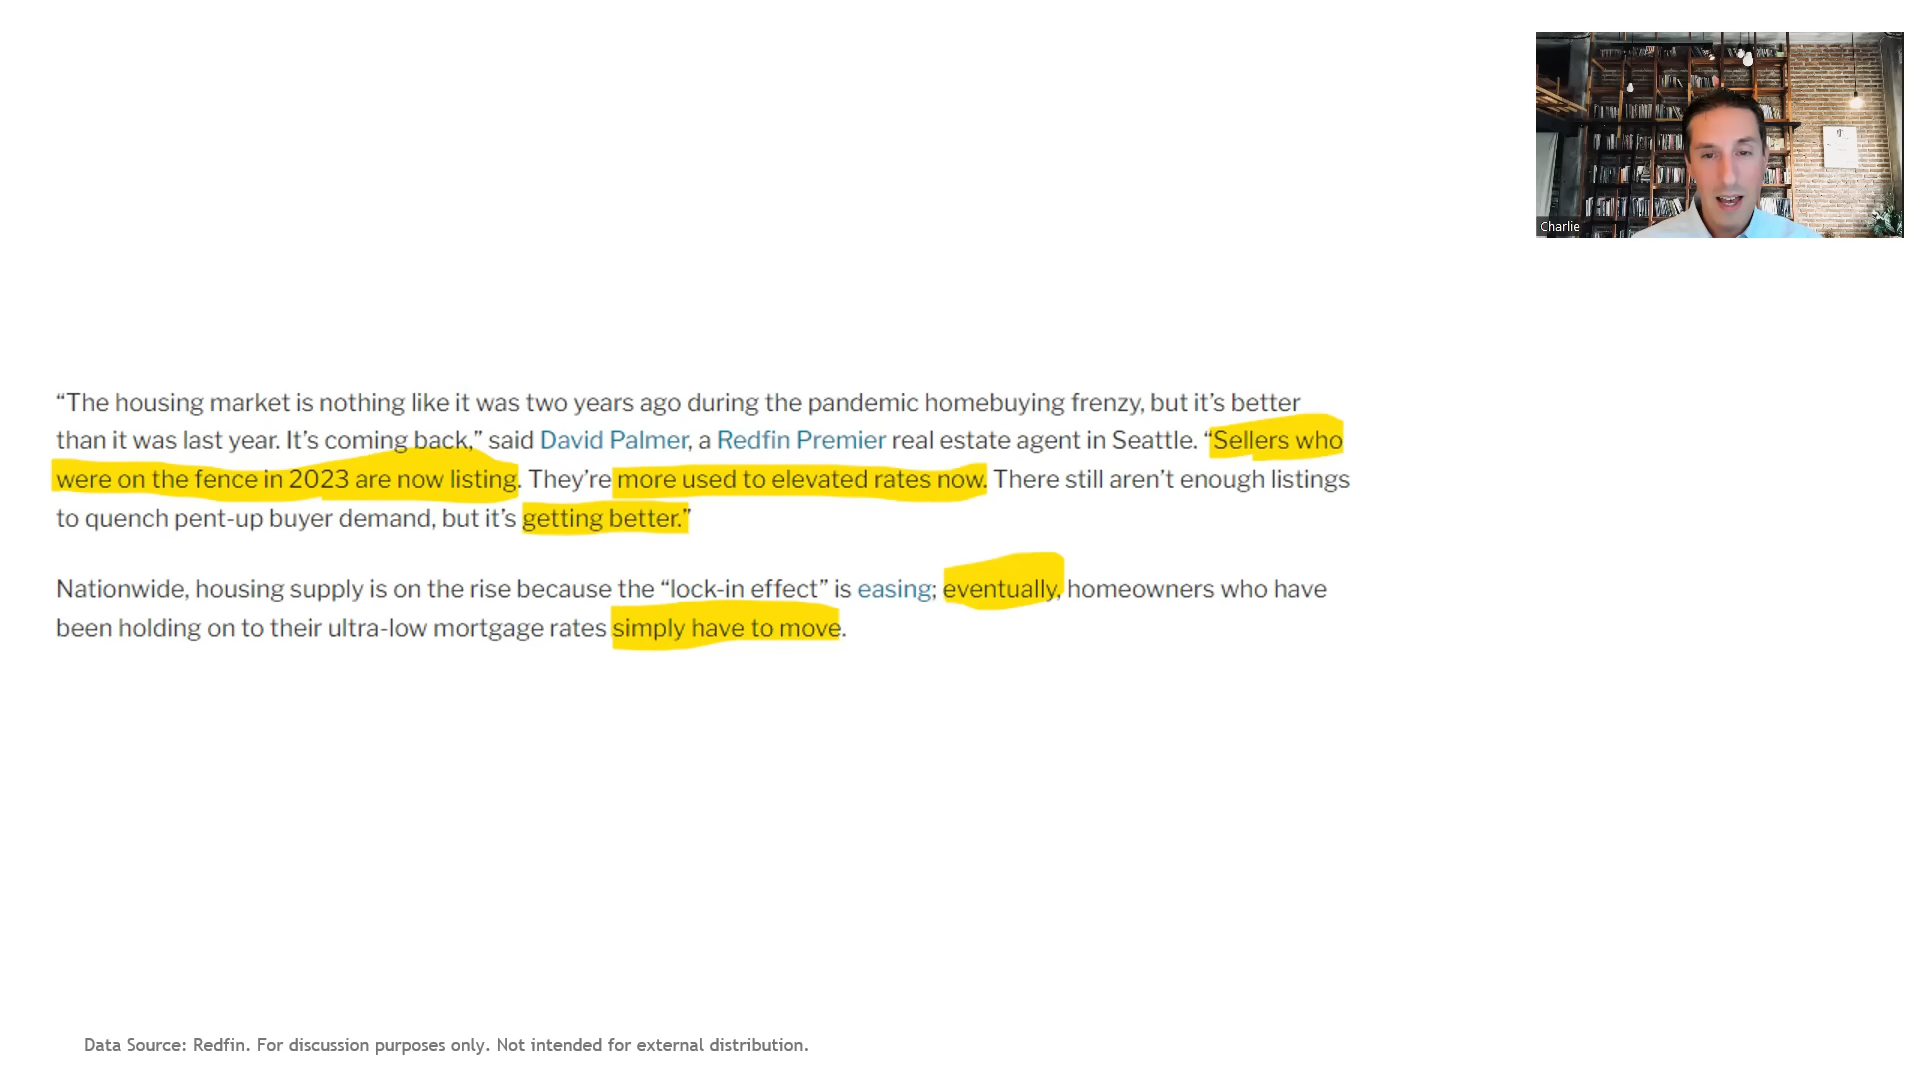 Charlie
“The housing market is nothing like it was two years ago during the pandemic homebuying frenzy, but it’s better
than it was last year. It’s coming back,” said David Palmer, a Redfin Premier real estate agent in Seattle. “Sellers who
were on the fence in 2023 are now listing. They’re more used to elevated rates now. There still aren’t enough listings
to quench pent-up buyer demand, but it’s getting better.”
Nationwide, housing supply is on the rise because the “lock-in effect” is easing; eventually, homeowners who have
been holding on to their ultra-low mortgage rates simply have to move.
Data Source: Redfin. For discussion purposes only. Not intended for external distribution.